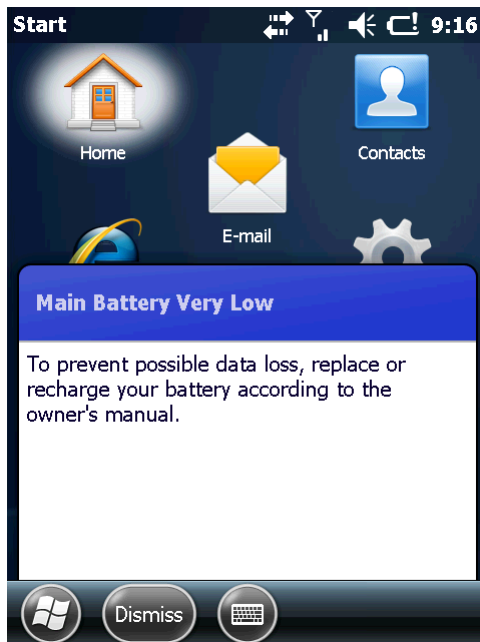 Start 9:16
Home
Contacts
E-mail
Main Battery Very Low
To prevent possible data loss, replace or
recharge your battery according to the
owner's manual.
Dismiss